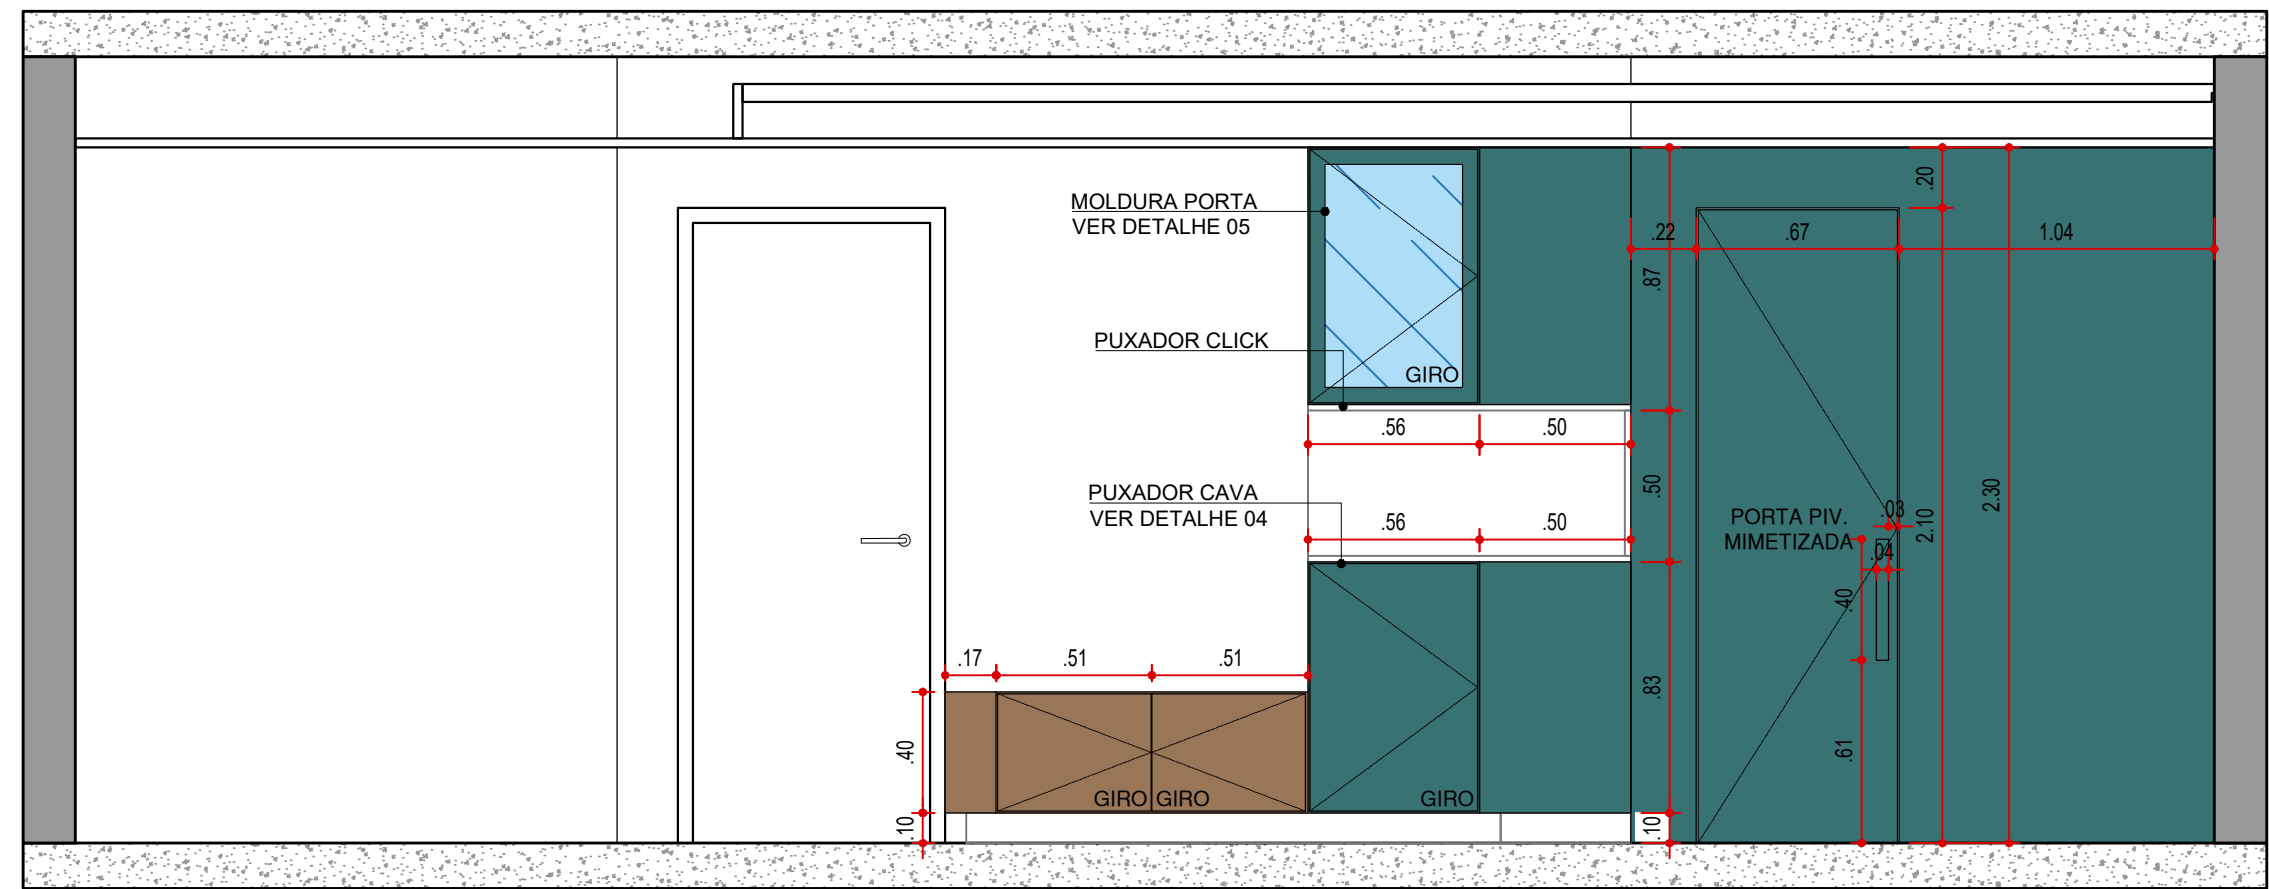 MOLDURA PORTA
VER DETALHE 05
.20
.22
.67
1.04
.87
PUXADOR CLICK
GIRO
.56
.50
PUXADOR CAVA
VER DETALHE 04
.56
.50
.50
2.30
2.10
.03
PORTA PIV.
MIMETIZADA
.04
.40
.17
.51
.51
.83
.40
.61
GIRO
GIRO
GIRO
.10
.10